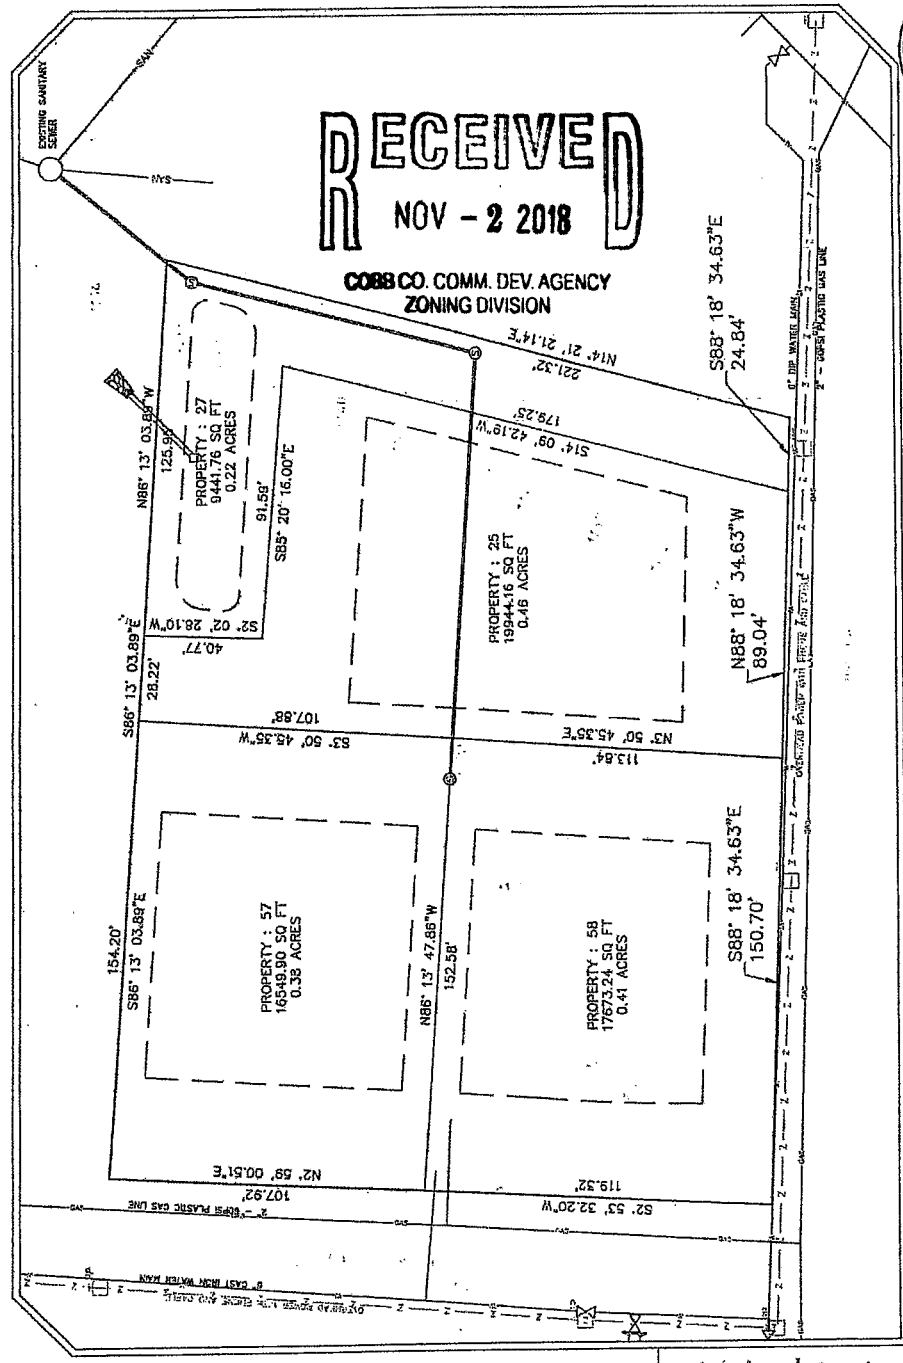 EXISTING SANITARY
SEWER
SAN
SAN
RECEIVED
NOV - 2 2018
COBB CO. COMM. DEV. AGENCY
ZONING DIVISION
S
S
S
N86° 13' 03.89"W
PROPERTY : 27
9441.76 SQ FT
0.22 ACRES
S85° 20' 16.00"E
91.59'
S2° 02' 28.10"W
40.77'
N14° 21' 21.14"E
221.32'
S14° 09' 42.19"W
179.25'
S88° 18' 34.63"E
24.84'
2" - 60PSI PLASTIC GAS LINE
PROPERTY : 25
19944.16 SQ FT
0.46 ACRES
N88° 18' 34.63"W
89.04'
S86° 13' 03.89"E
28.22'
S3° 50' 45.35"W
107.88'
N3° 50' 45.35"E
113.84'
154.20'
S86° 13' 03.89"E
PROPERTY : 57
16549.90 SQ FT
0.38 ACRES
N86° 13' 47.86"W
152.58'
PROPERTY : 58
17673.24 SQ FT
0.41 ACRES
S88° 18' 34.63"E
150.70'
N2° 59' 00.51"E
107.92'
S2° 53' 32.20"W
119.32'
2" - 60PSI PLASTIC GAS LINE
6" CAST IRON WATER MAIN